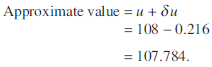 Approximate value = u + δu
= 108 – 0.216
= 107.784.